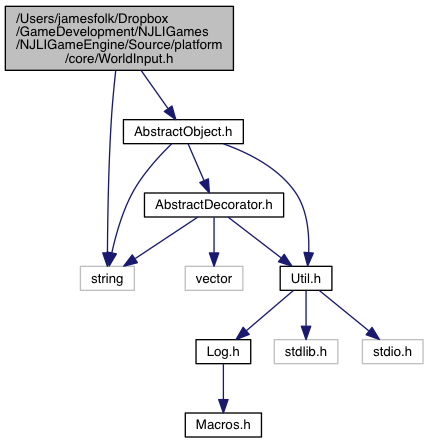 /Users/jamesfolk/Dropbox
/GameDevelopment/NJLIGames
/NJLIGameEngine/Source/platform
/core/WorldInput.h
AbstractObject.h
AbstractDecorator.h
string
vector
Util.h
Log.h
stdlib.h
stdio.h
Macros.h